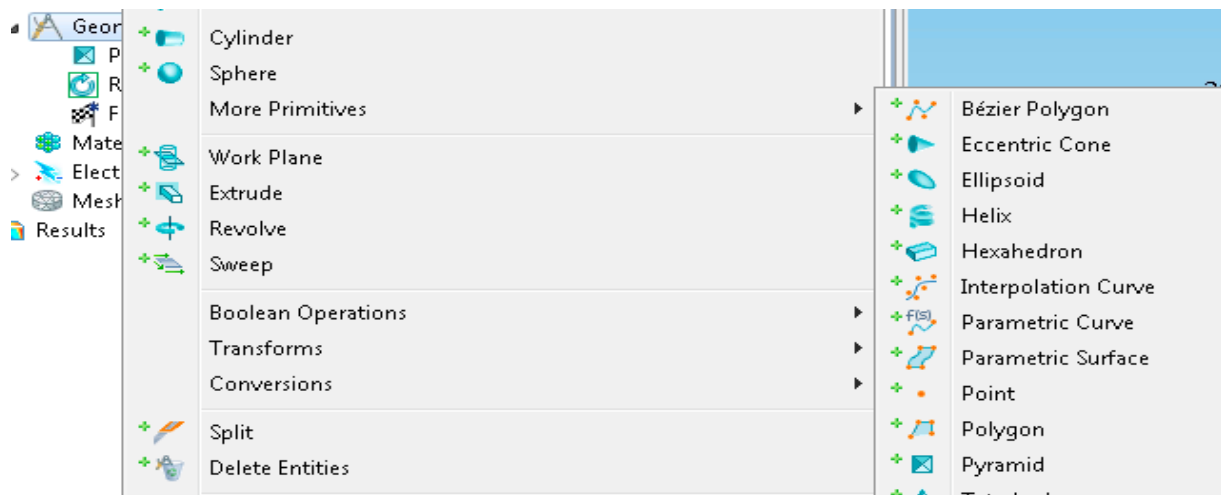 Geor
P
R
F
Mate
Elect
Mesh
Results
Cylinder
Sphere
More Primitives
Work Plane
Extrude
Revolve
Sweep
Boolean Operations
Transforms
Conversions
Split
Delete Entities
Bézier Polygon
Eccentric Cone
Ellipsoid
Helix
Hexahedron
Interpolation Curve
f(s)
Parametric Curve
Parametric Surface
Point
Polygon
Pyramid